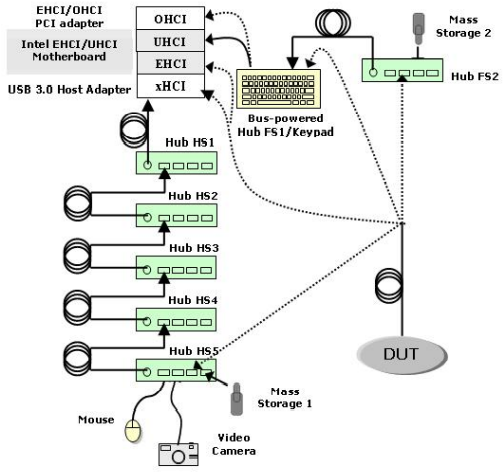 EHCI/OHCI
PCI adapter
Intel EHCI/UHCI
Motherboard
USB 3.0 Host Adapter
OHCI
UHCI
EHCI
xHCI
Bus-powered
Hub FS1/Keypad
Mass
Storage 2
Hub FS2
Hub HS1
Hub HS2
Hub HS3
Hub HS4
Hub HS5
DUT
Mass
Storage 1
Mouse
Video
Camera